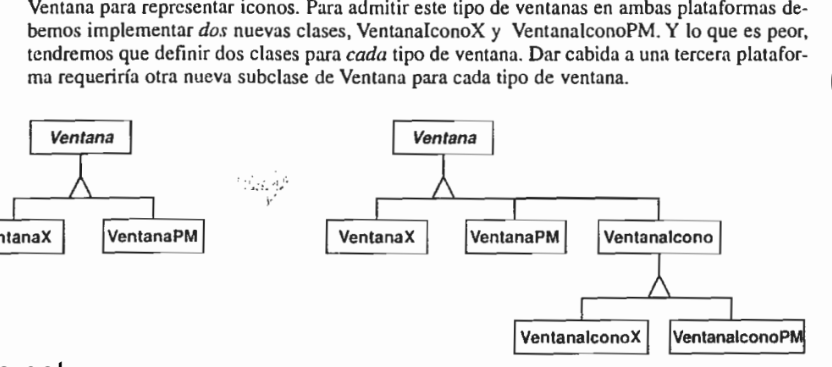 Ventana para representar iconos. Para admitir este tipo de ventanas en ambas plataformas de-
bemos implementar dos nuevas clases, VentanaIconoX y VentanaIconoPM. Y lo que es peor,
tendremos que definir dos clases para cada tipo de ventana. Dar cabida a una tercera platafor-
ma requeriría otra nueva subclase de Ventana para cada tipo de ventana.
Ventana
Ventana
ntanaX
VentanaPM
VentanaX
VentanaPM
VentanaIcono
VentanaIconoX
VentanaIconoPM